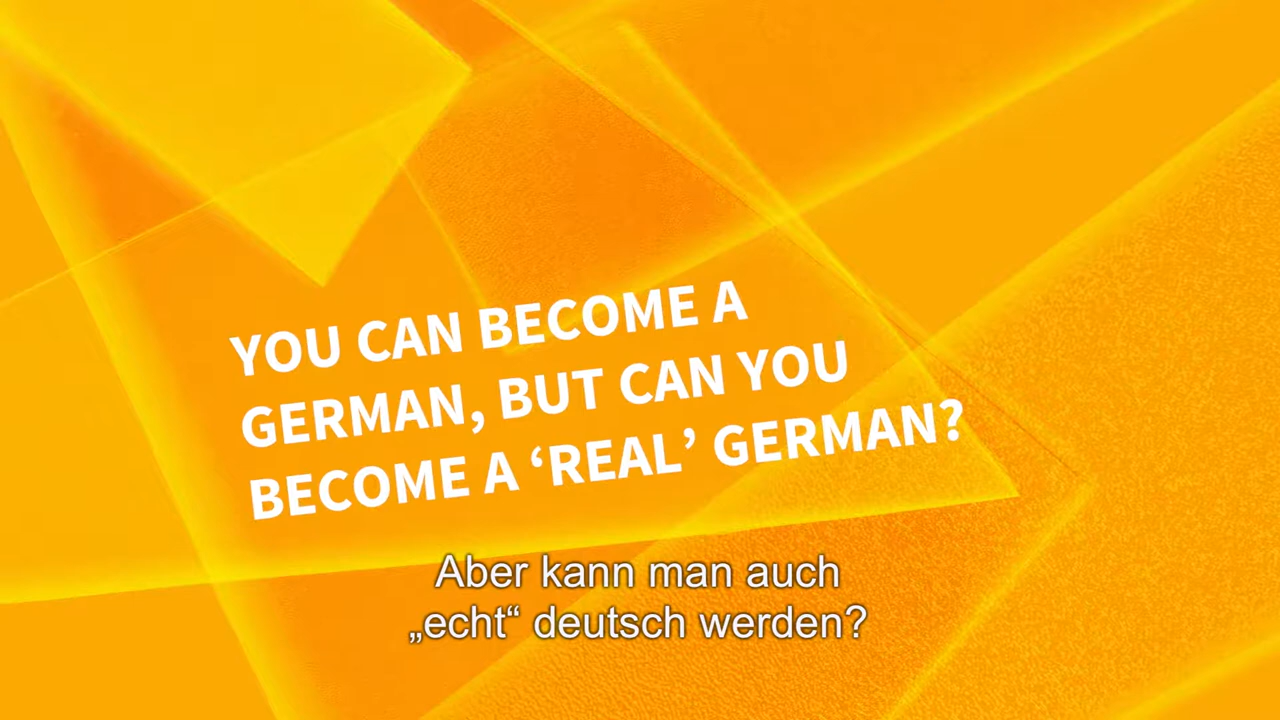 YOU CAN BECOME A
GERMAN, BUT CAN YOU
BECOME A ‘REAL’ GERMAN?
Aber kann man auch
„echt“ deutsch werden?